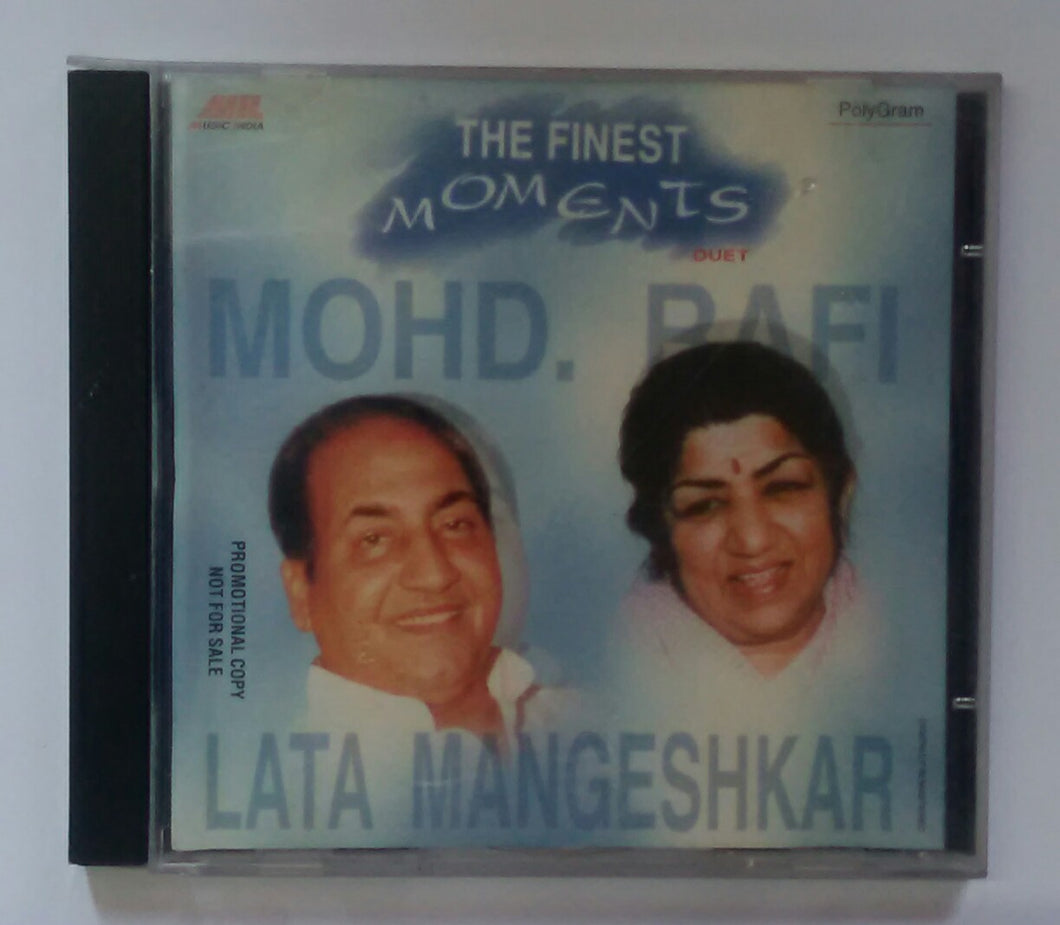 MUSIC INDIA
PolyGram
THE FINEST
MOMENTS
DUET
MOHD. RAFI
PROMOTIONAL COPY
NOT FOR SALE
LATA MANGESHKAR